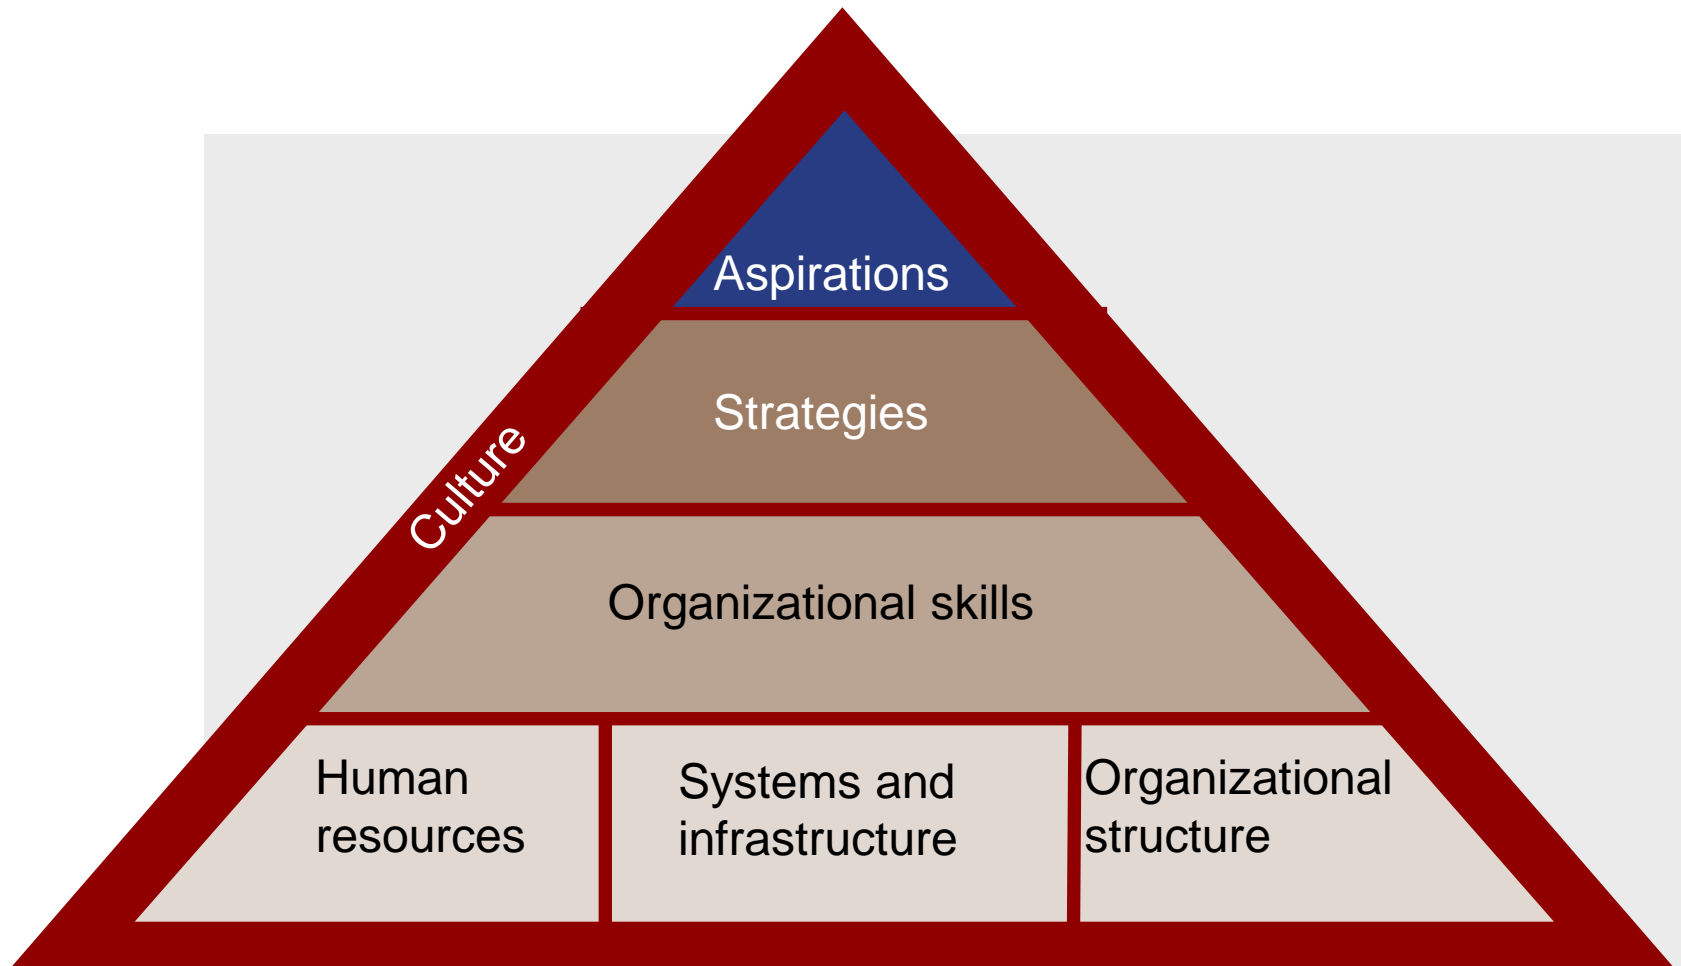 Aspirations
Strategies
Culture
Organizational skills
Human
resources
Systems and
infrastructure
Organizational
structure